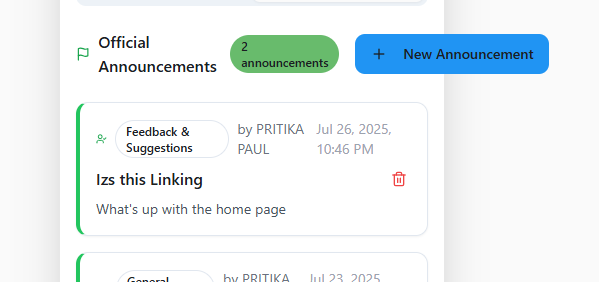 Official
Announcements
2
announcements
New Announcement
Feedback &
Suggestions
by PRITIKA
PAUL
Jul 26, 2025,
10:46 PM
Izs this Linking
What's up with the home page
General
by PRITIKA
Jul 23, 2025